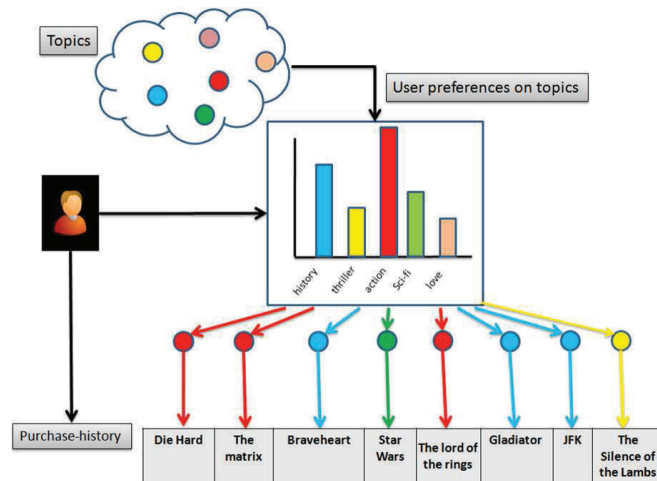 Topics
User preferences on topics
history
thriller
action
Sci-fi
love
Purchase-history
Die Hard
The
matrix
Braveheart
Star
Wars
The lord of
the rings
Gladiator
JFK
The
Silence of
the Lambs